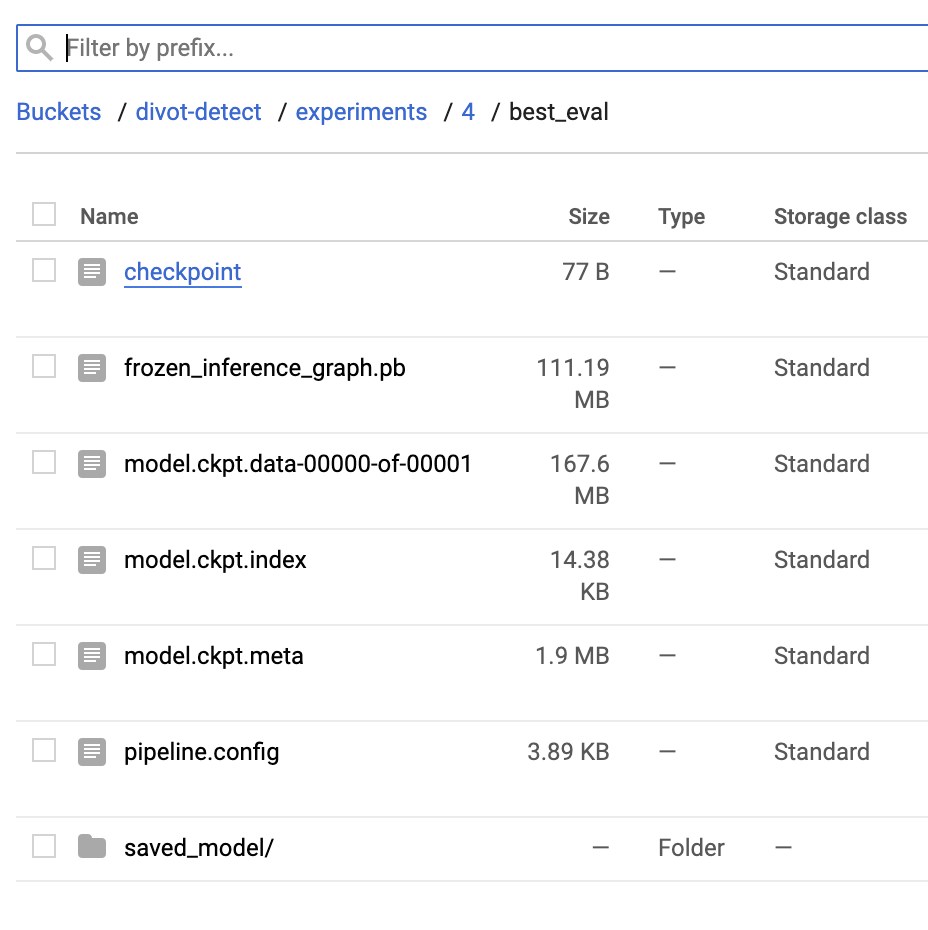 Filter by prefix...
Buckets / divot-detect / experiments / 4 / best_eval
Name Size Type Storage class
checkpoint 77 B — Standard
frozen_inference_graph.pb 111.19 — Standard
MB
model.ckpt.data-00000-of-00001 167.6 — Standard
MB
model.ckpt.index 14.38 — Standard
KB
model.ckpt.meta 1.9 MB — Standard
pipeline.config 3.89 KB — Standard
saved_model/ — Folder —